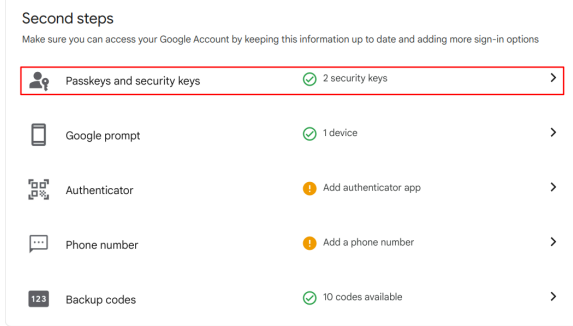 Second steps
Make sure you can access your Google Account by keeping this information up to date and adding more sign-in options
Passkeys and security keys
2 security keys
Google prompt
1 device
Authenticator
Add authenticator app
Phone number
Add a phone number
123
Backup codes
10 codes available